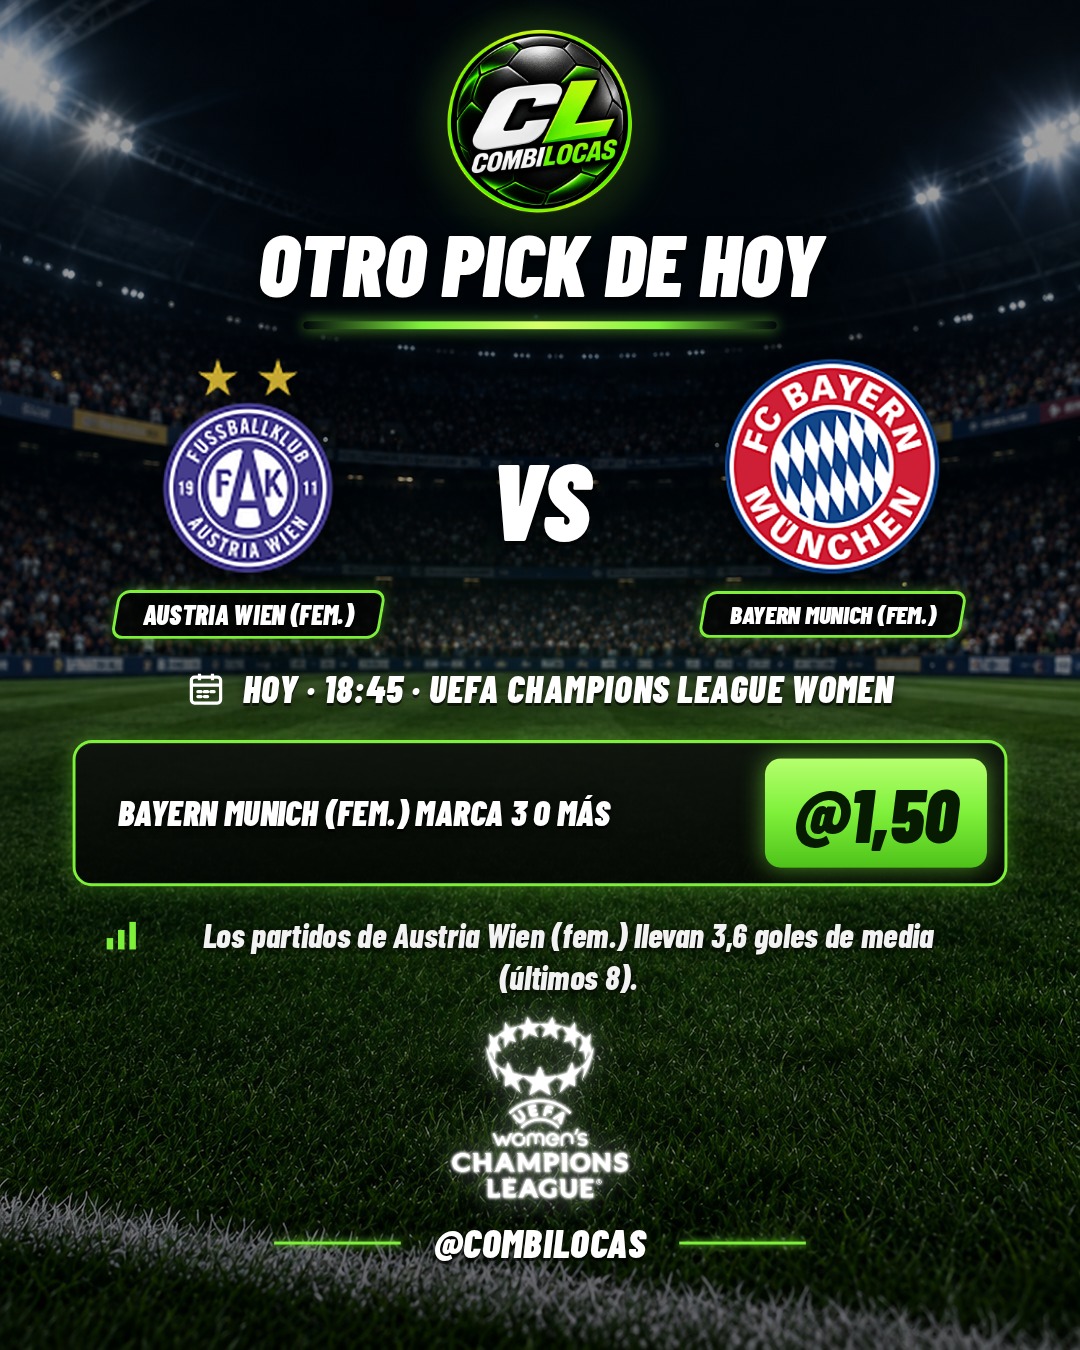 CL
COMBILOCAS
OTRO PICK DE HOY
FUSSBALLKLUB
19 FAK 11
AUSTRIA WIEN
VS
FC BAYERN
MÜNCHEN
AUSTRIA WIEN (FEM.)
BAYERN MUNICH (FEM.)
HOY · 18:45 · UEFA CHAMPIONS LEAGUE WOMEN
BAYERN MUNICH (FEM.) MARCA 3 O MÁS
@1,50
Los partidos de Austria Wien (fem.) llevan 3,6 goles de media
(últimos 8).
UEFA
women's
CHAMPIONS
LEAGUE®
@COMBILOCAS